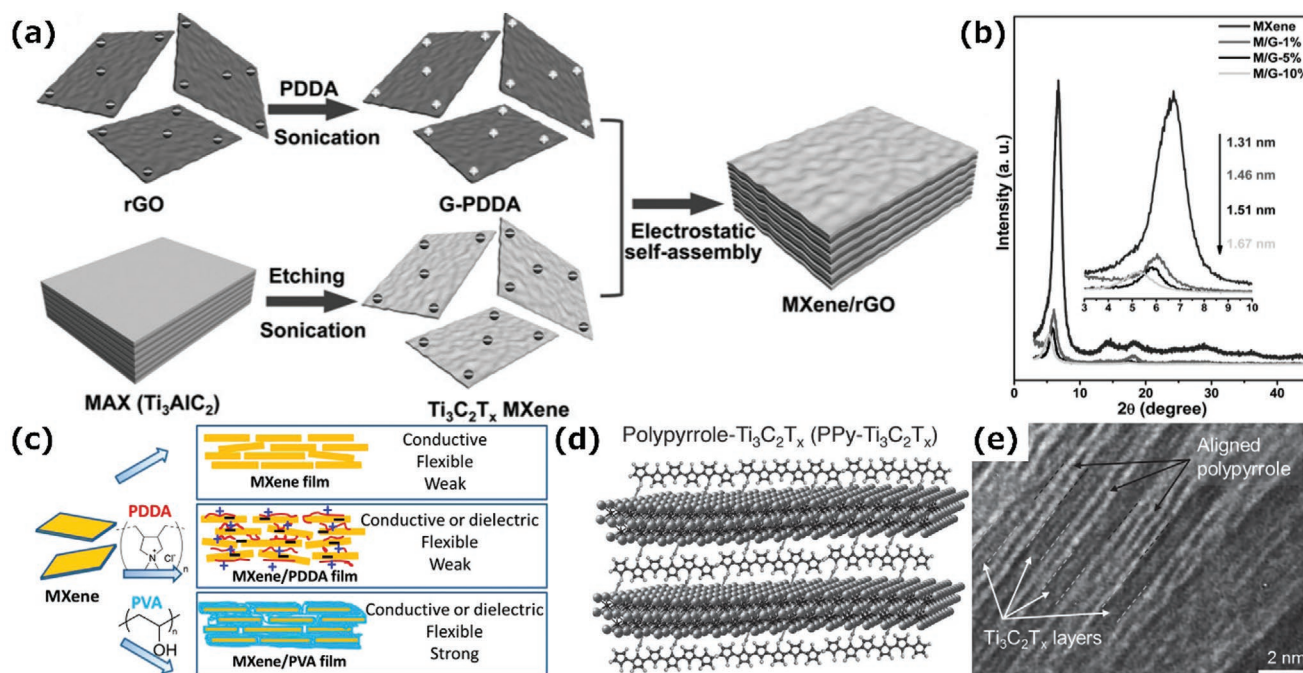 (a)
PDDA
Sonication
rGO
G-PDDA
Etching
Sonication
MAX (Ti₃AlC₂)
Ti₃C₂Tₓ MXene
Electrostatic
self-assembly
MXene/rGO
(b)
Intensity (a. u.)
MXene
M/G-1%
M/G-5%
M/G-10%
1.31 nm
1.46 nm
1.51 nm
1.67 nm
3 4 5 6 7 8 9 10
0 10 20 30 40
2θ (degree)
(c)
MXene
PDDA
N⁺ Cl⁻
n
PVA
n
OH
Conductive
Flexible
Weak
MXene film
Conductive or dielectric
Flexible
Weak
MXene/PDDA film
Conductive or dielectric
Flexible
Strong
MXene/PVA film
(d)
Polypyrrole-Ti₃C₂Tₓ (PPy-Ti₃C₂Tₓ)
(e)
Aligned
polypyrrole
Ti₃C₂Tₓ layers
2 nm